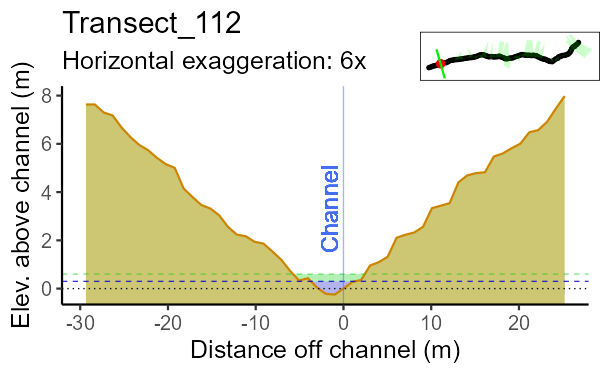 Transect_112
Horizontal exaggeration: 6x
Elev. above channel (m)
8
6
4
2
0
Channel
-30
-20
-10
0
10
20
Distance off channel (m)